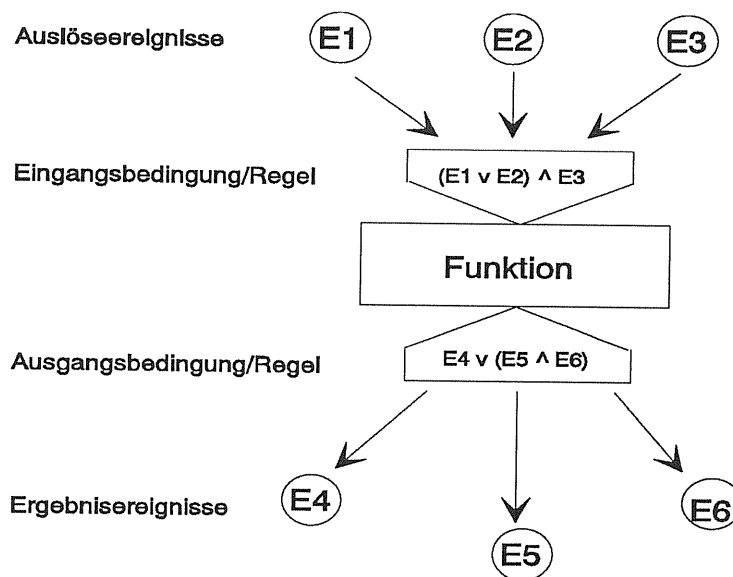 Auslöseereignisse E1 E2 E3
Eingangsbedingung/Regel (E1 v E2) ^ E3
Funktion
Ausgangsbedingung/Regel E4 v (E5 ^ E6)
Ergebnisereignisse E4 E6
E5